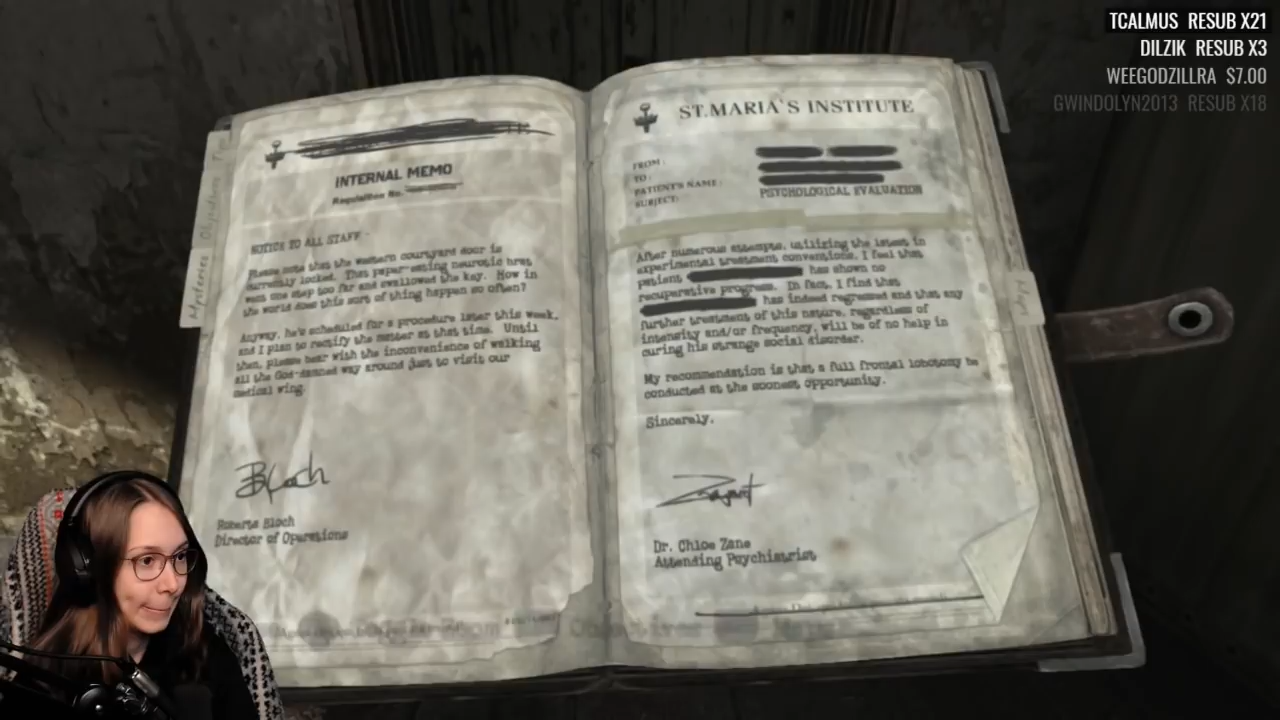 TCALMUS RESUB X21
DILZIK RESUB X3
WEEGODZILLRA $7.00
GWINDOLYN2013 RESUB X18
INTERNAL MEMO
Requisition No.
NOTICE TO ALL STAFF -
Please note that the western courtyard door is
currently locked. That paper-eating neurotic brat
went one step too far and swallowed the key. How in
the world does this sort of thing happen so often?
Anyway, he's scheduled for a procedure later this week,
and I plan to rectify the matter at that time. Until
then, please bear with the inconvenience of walking
all the God-damned way around just to visit our
medical wing.
Bloch
Roberta Bloch
Director of Operations
Mysteries Objectives
ST.MARIA`S INSTITUTE
FROM:
TO:
PATIENT'S NAME:
SUBJECT: PSYCHOLOGICAL EVALUATION
After numerous attempts, utilizing the latest in
experimental treatment conventions, I feel that
patient has shown no
recuperative progress. In fact, I find that
has indeed regressed and that any
further treatment of this nature, regardless of
intensity and/or frequency, will be of no help in
curing his strange social disorder.
My recommendation is that a full frontal lobotomy be
conducted at the soonest opportunity.
Sincerely,
Dr. Chloe Zane
Attending Psychiatrist
Maps